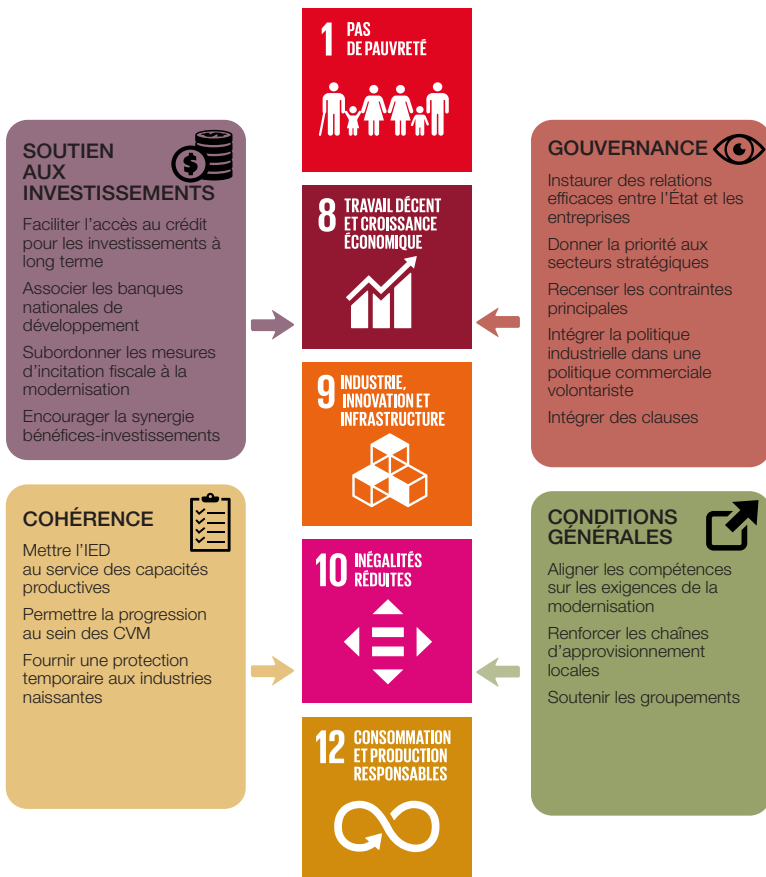 SOUTIEN
AUX
INVESTISSEMENTS
Faciliter l'accès au crédit
pour les investissements à
long terme
Associer les banques
nationales de
développement
Subordonner les mesures
d'incitation fiscale à la
modernisation
Encourager la synergie
bénéfices-investissements
COHÉRENCE
Mettre l'IED
au service des capacités
productives
Permettre la progression
au sein des CVM
Fournir une protection
temporaire aux industries
naissantes
1 PAS
DE PAUVRETÉ
8 TRAVAIL DÉCENT
ET CROISSANCE
ÉCONOMIQUE
9 INDUSTRIE,
INNOVATION ET
INFRASTRUCTURE
10 INÉGALITÉS
RÉDUITES
12 CONSOMMATION
ET PRODUCTION
RESPONSABLES
GOUVERNANCE
Instaurer des relations
efficaces entre l'État et les
entreprises
Donner la priorité aux
secteurs stratégiques
Recenser les contraintes
principales
Intégrer la politique
industrielle dans une
politique commerciale
volontariste
Intégrer des clauses
CONDITIONS
GÉNÉRALES
Aligner les compétences
sur les exigences de la
modernisation
Renforcer les chaînes
d'approvisionnement
locales
Soutenir les groupements